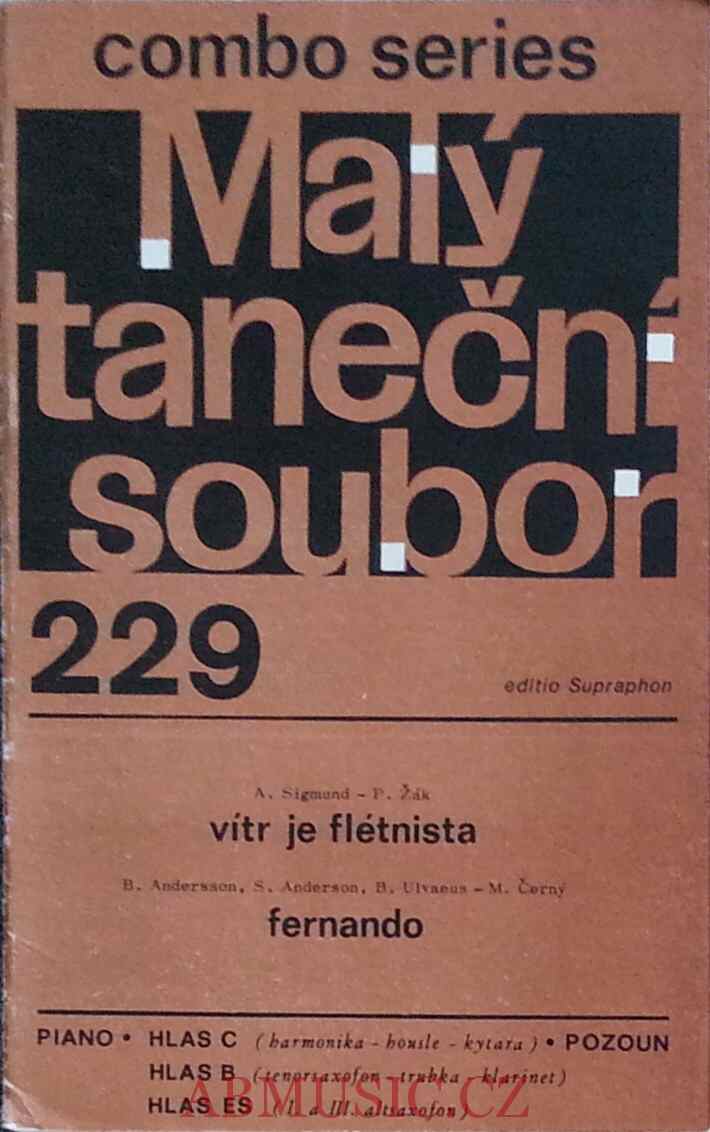 combo series
Malý
taneční
soubor
229
editio Supraphon
A. Sigmund - P. Žák
vítr je flétnista
B. Andersson, S. Anderson, B. Ulvaeus - M. Černý
fernando
PIANO • HLAS C (harmonika - housle - kytara) • POZOUN
HLAS B (tenorsaxofon - trubka - klarinet)
HLAS ES (I. a III. altsaxofon)
ABMUSIC.CZ